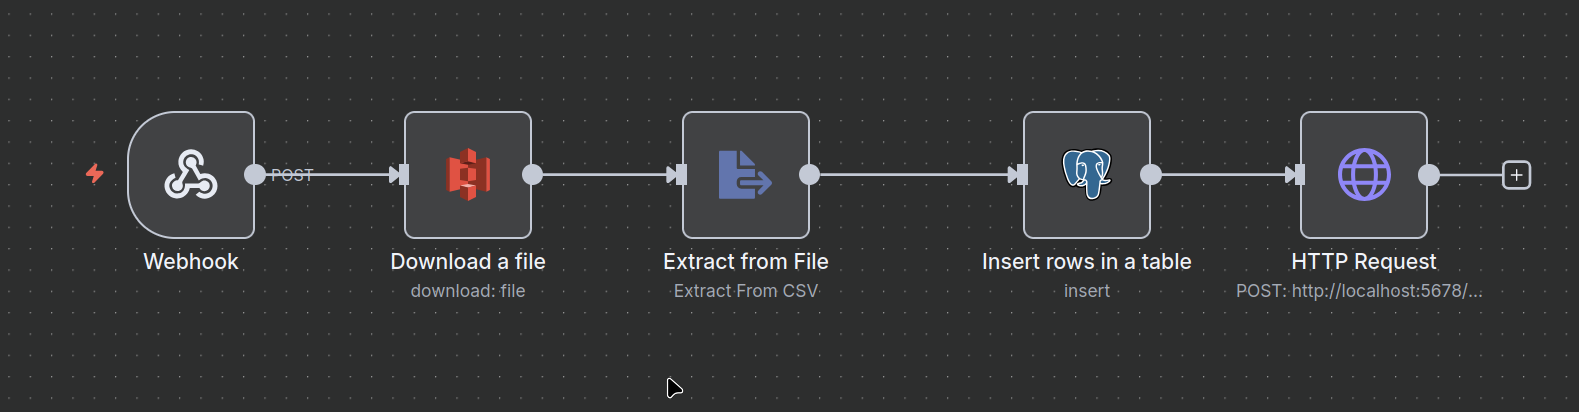 POST
Webhook
Download a file
download: file
Extract from File
Extract From CSV
Insert rows in a table
insert
HTTP Request
POST: http://localhost:5678/...